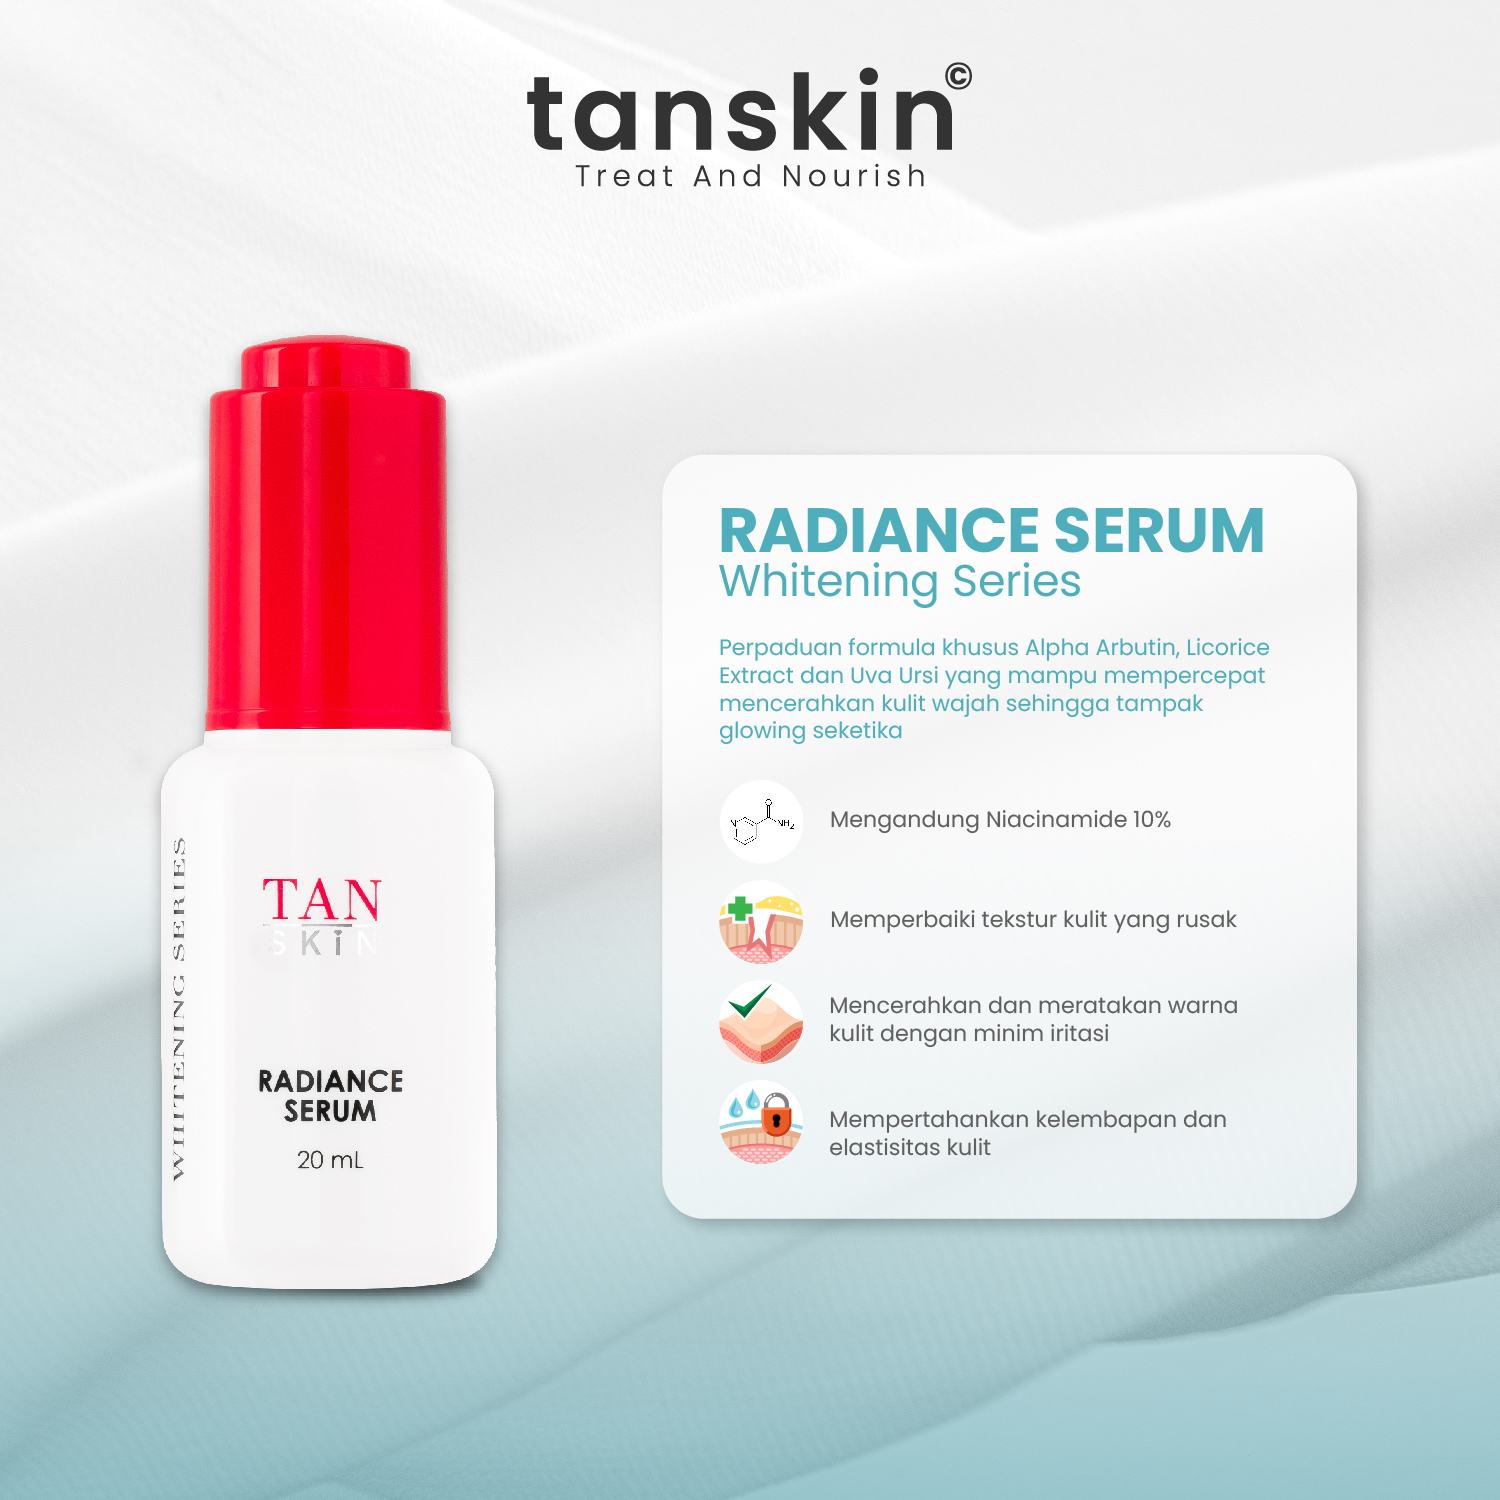 tanskin©
Treat And Nourish
WHITENING SERIES
TAN
SKiN
RADIANCE
SERUM
20 mL
RADIANCE SERUM
Whitening Series
Perpaduan formula khusus Alpha Arbutin, Licorice
Extract dan Uva Ursi yang mampu mempercepat
mencerahkan kulit wajah sehingga tampak
glowing seketika
N
O
NH2
Mengandung Niacinamide 10%
Memperbaiki tekstur kulit yang rusak
Mencerahkan dan meratakan warna
kulit dengan minim iritasi
Mempertahankan kelembapan dan
elastisitas kulit